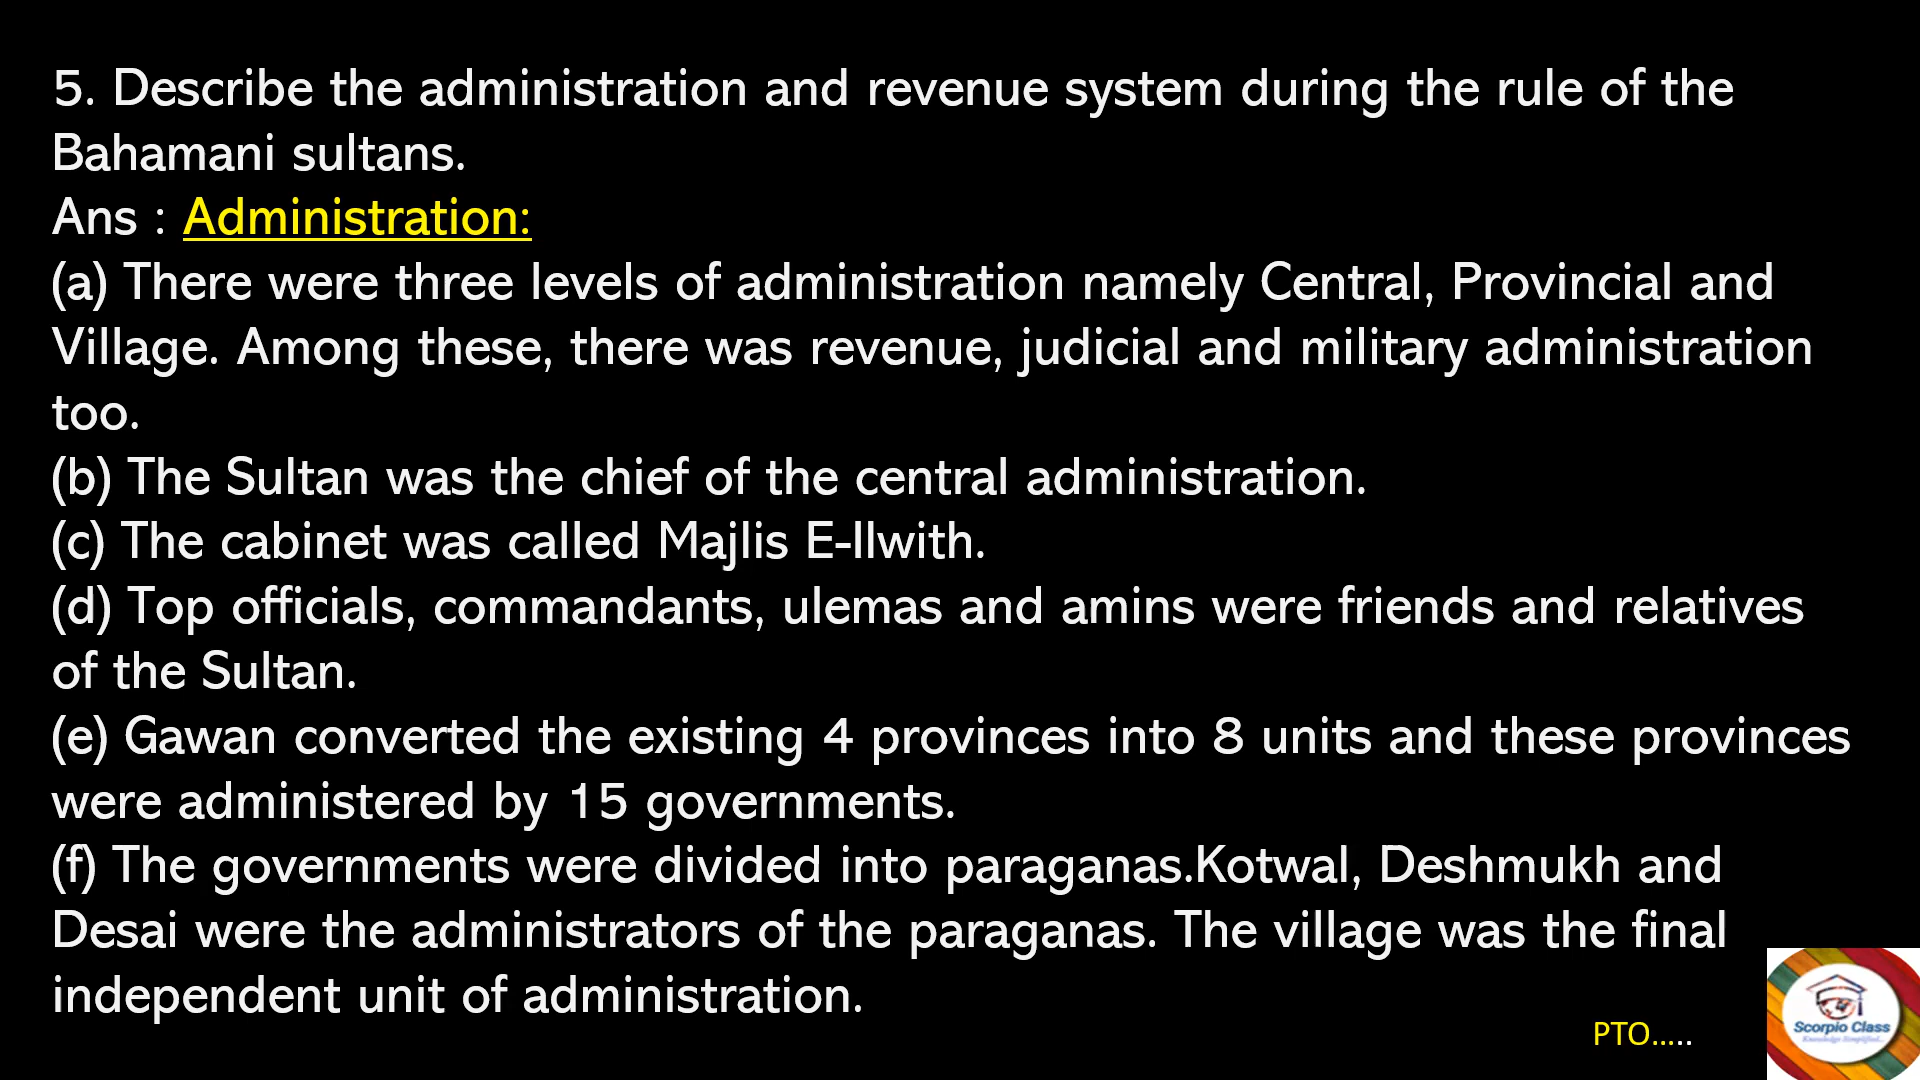 5. Describe the administration and revenue system during the rule of the
Bahamani sultans.
Ans : Administration:
(a) There were three levels of administration namely Central, Provincial and
Village. Among these, there was revenue, judicial and military administration
too.
(b) The Sultan was the chief of the central administration.
(c) The cabinet was called Majlis E-Ilwith.
(d) Top officials, commandants, ulemas and amins were friends and relatives
of the Sultan.
(e) Gawan converted the existing 4 provinces into 8 units and these provinces
were administered by 15 governments.
(f) The governments were divided into paraganas.Kotwal, Deshmukh and
Desai were the administrators of the paraganas. The village was the final
independent unit of administration.
PTO.....
Scorpio Class
Knowledge Simplified...